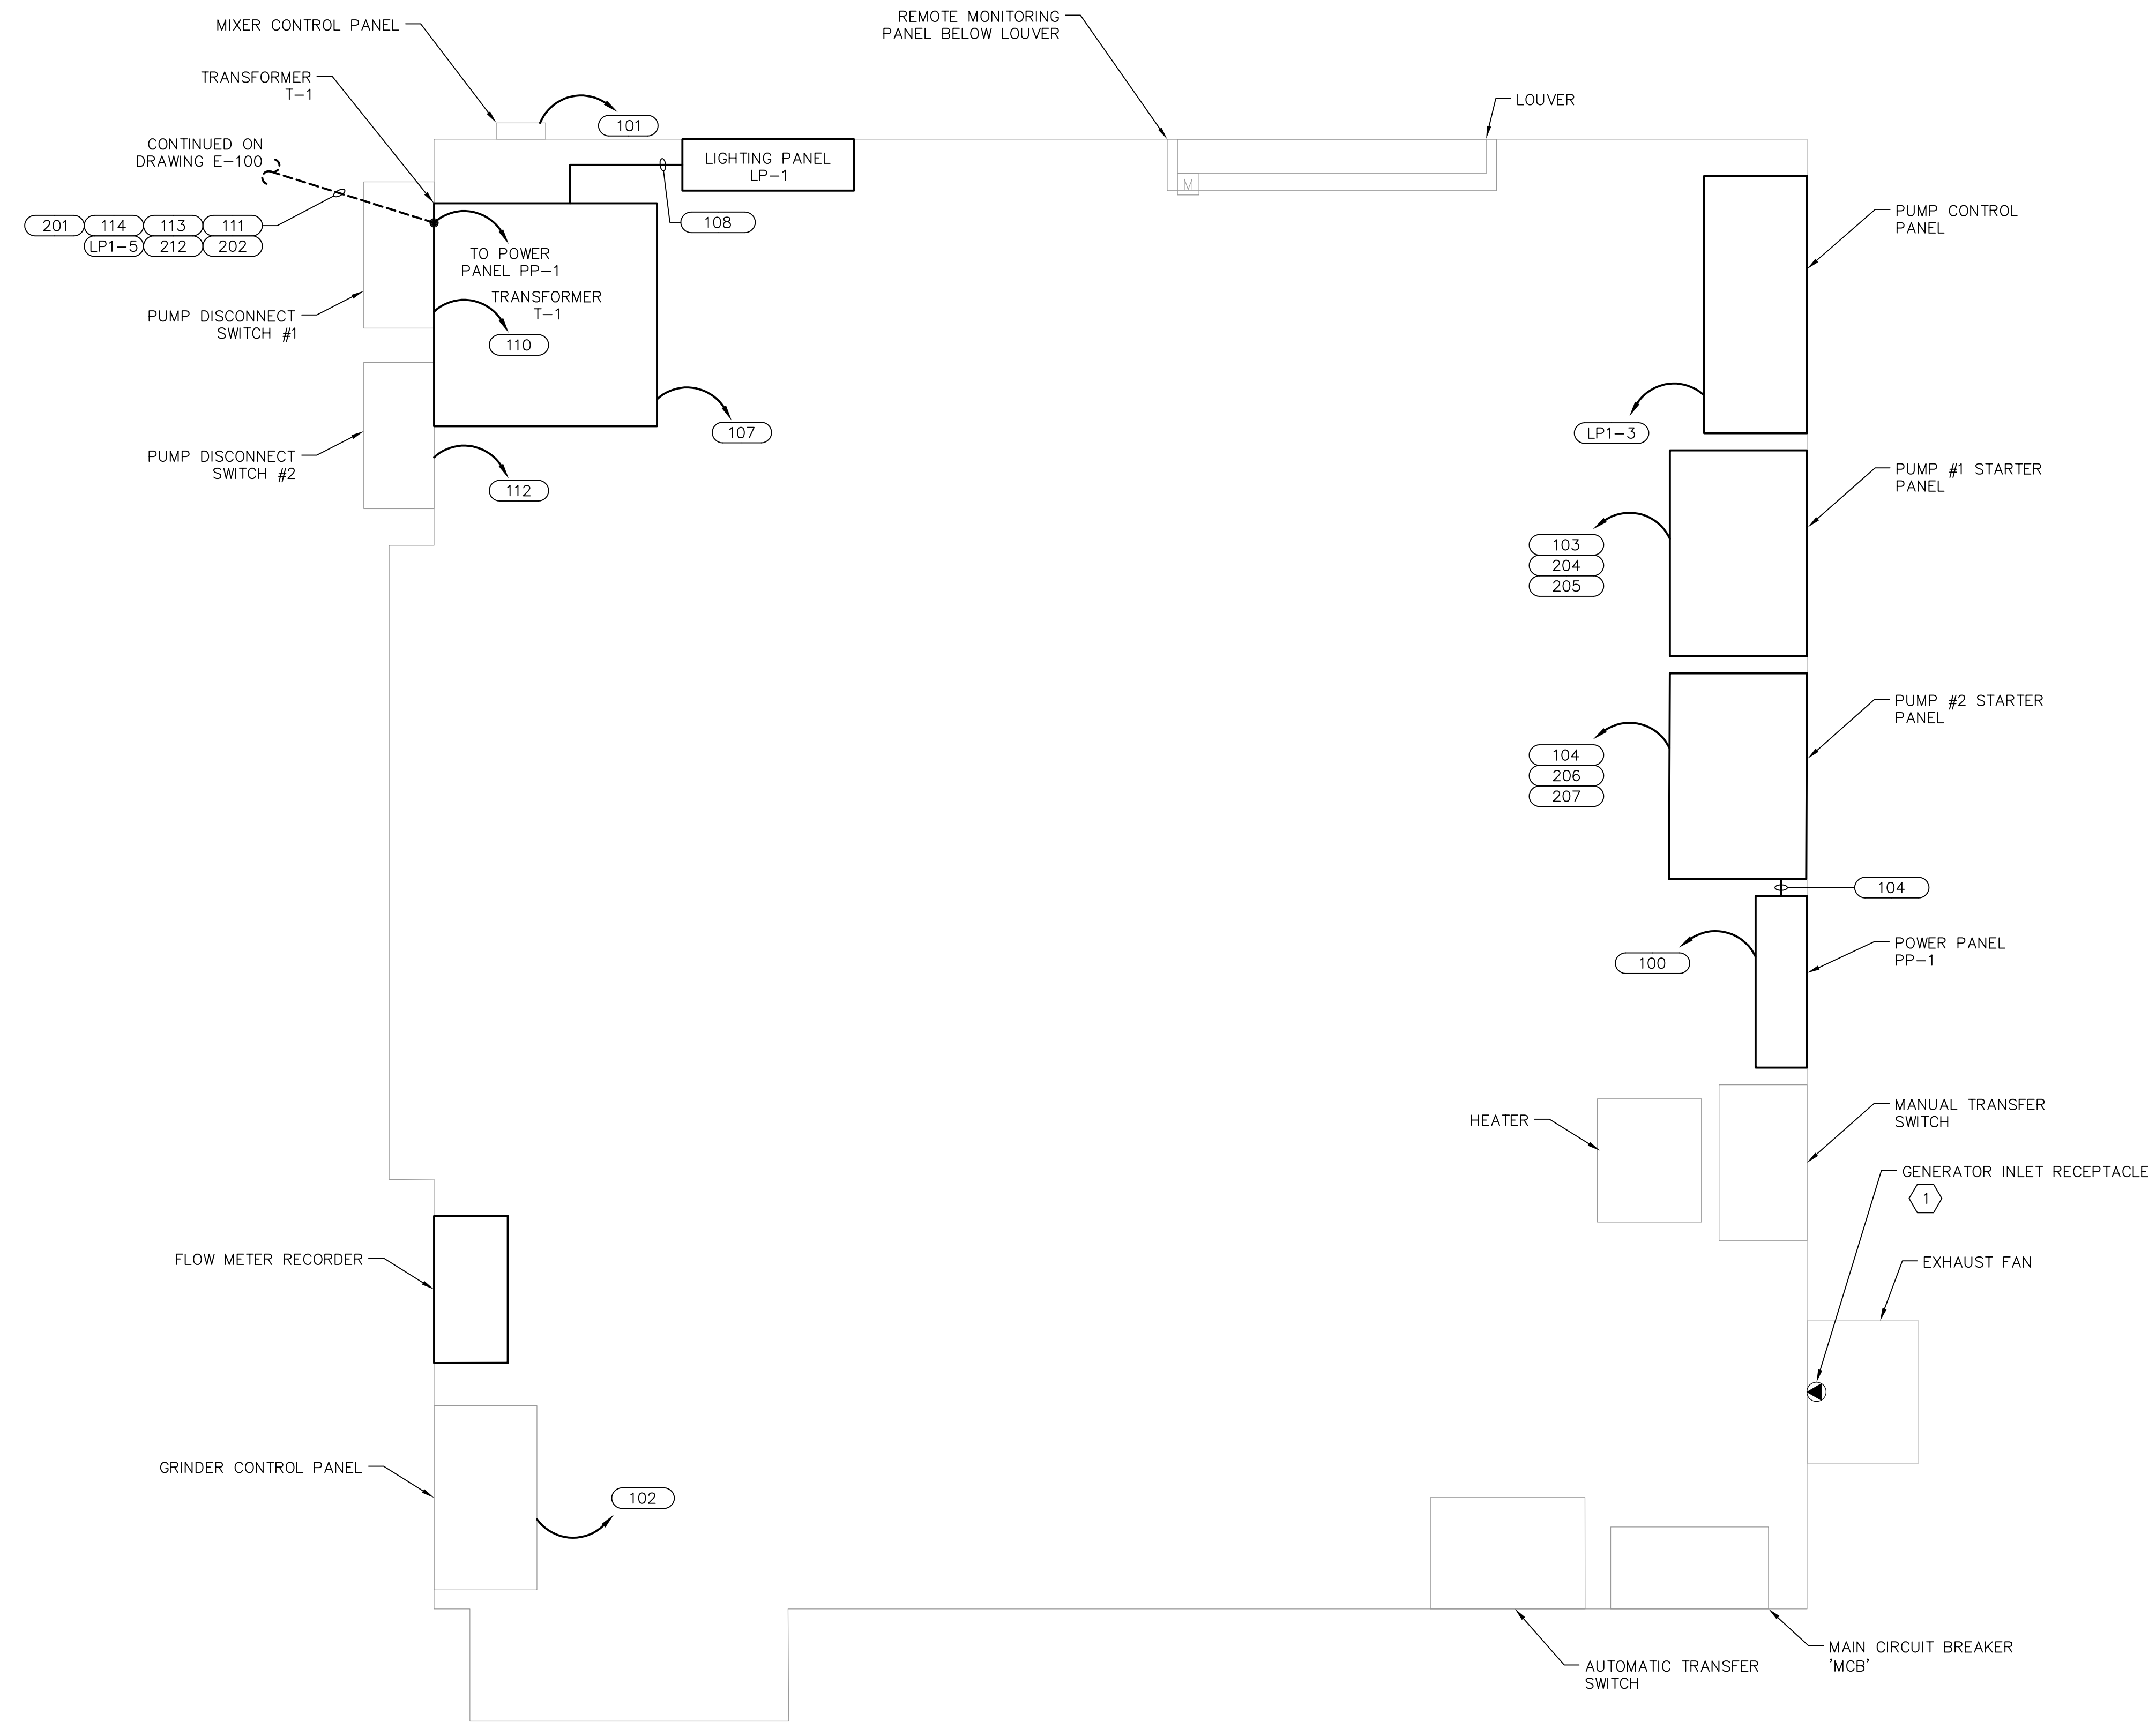 MIXER CONTROL PANEL
REMOTE MONITORING
PANEL BELOW LOUVER
TRANSFORMER
T-1
LOUVER
101
CONTINUED ON
DRAWING E-100
LIGHTING PANEL
LP-1
M
201 114 113 111
LP1-5 212 202
108
PUMP CONTROL
PANEL
TO POWER
PANEL PP-1
TRANSFORMER
T-1
PUMP DISCONNECT
SWITCH #1
110
107
LP1-3
PUMP DISCONNECT
SWITCH #2
112
PUMP #1 STARTER
PANEL
103
204
205
PUMP #2 STARTER
PANEL
104
206
207
104
POWER PANEL
PP-1
100
HEATER
MANUAL TRANSFER
SWITCH
GENERATOR INLET RECEPTACLE
1
FLOW METER RECORDER
EXHAUST FAN
GRINDER CONTROL PANEL
102
MAIN CIRCUIT BREAKER
'MCB'
AUTOMATIC TRANSFER
SWITCH